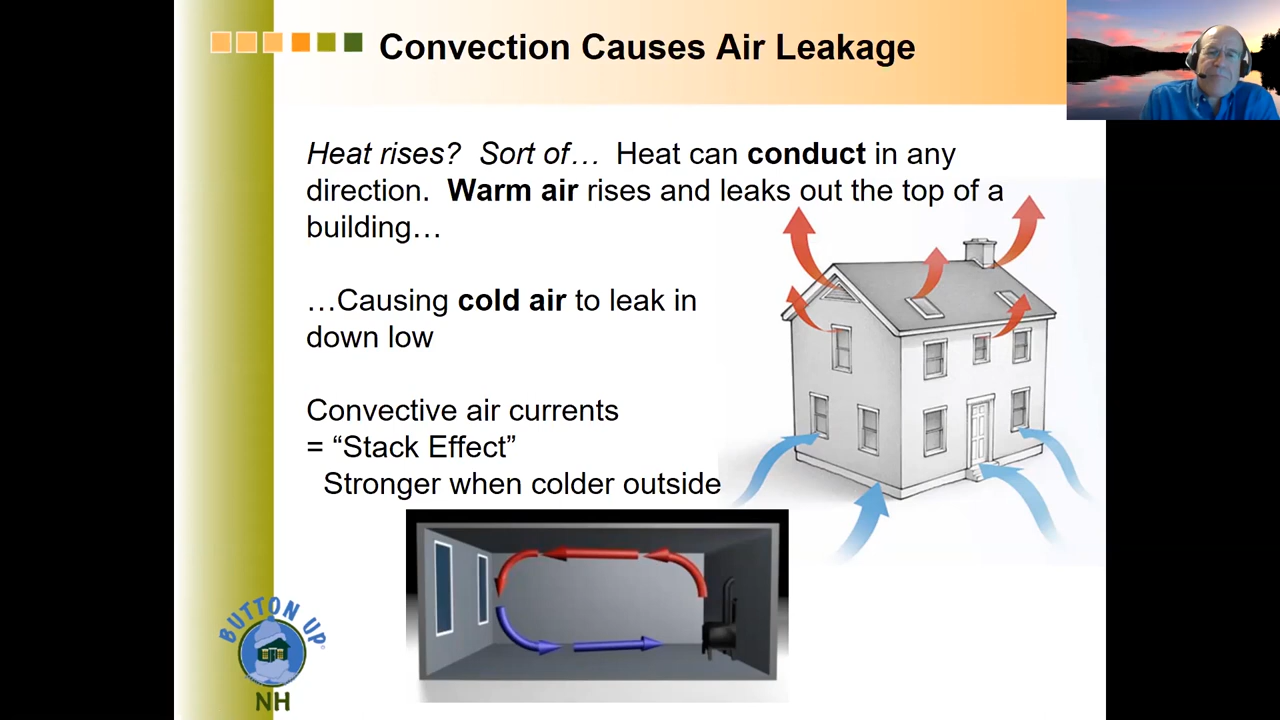 Convection Causes Air Leakage
Heat rises? Sort of… Heat can conduct in any
direction. Warm air rises and leaks out the top of a
building…
…Causing cold air to leak in
down low
Convective air currents
= “Stack Effect”
Stronger when colder outside
BUTTON UP
NH